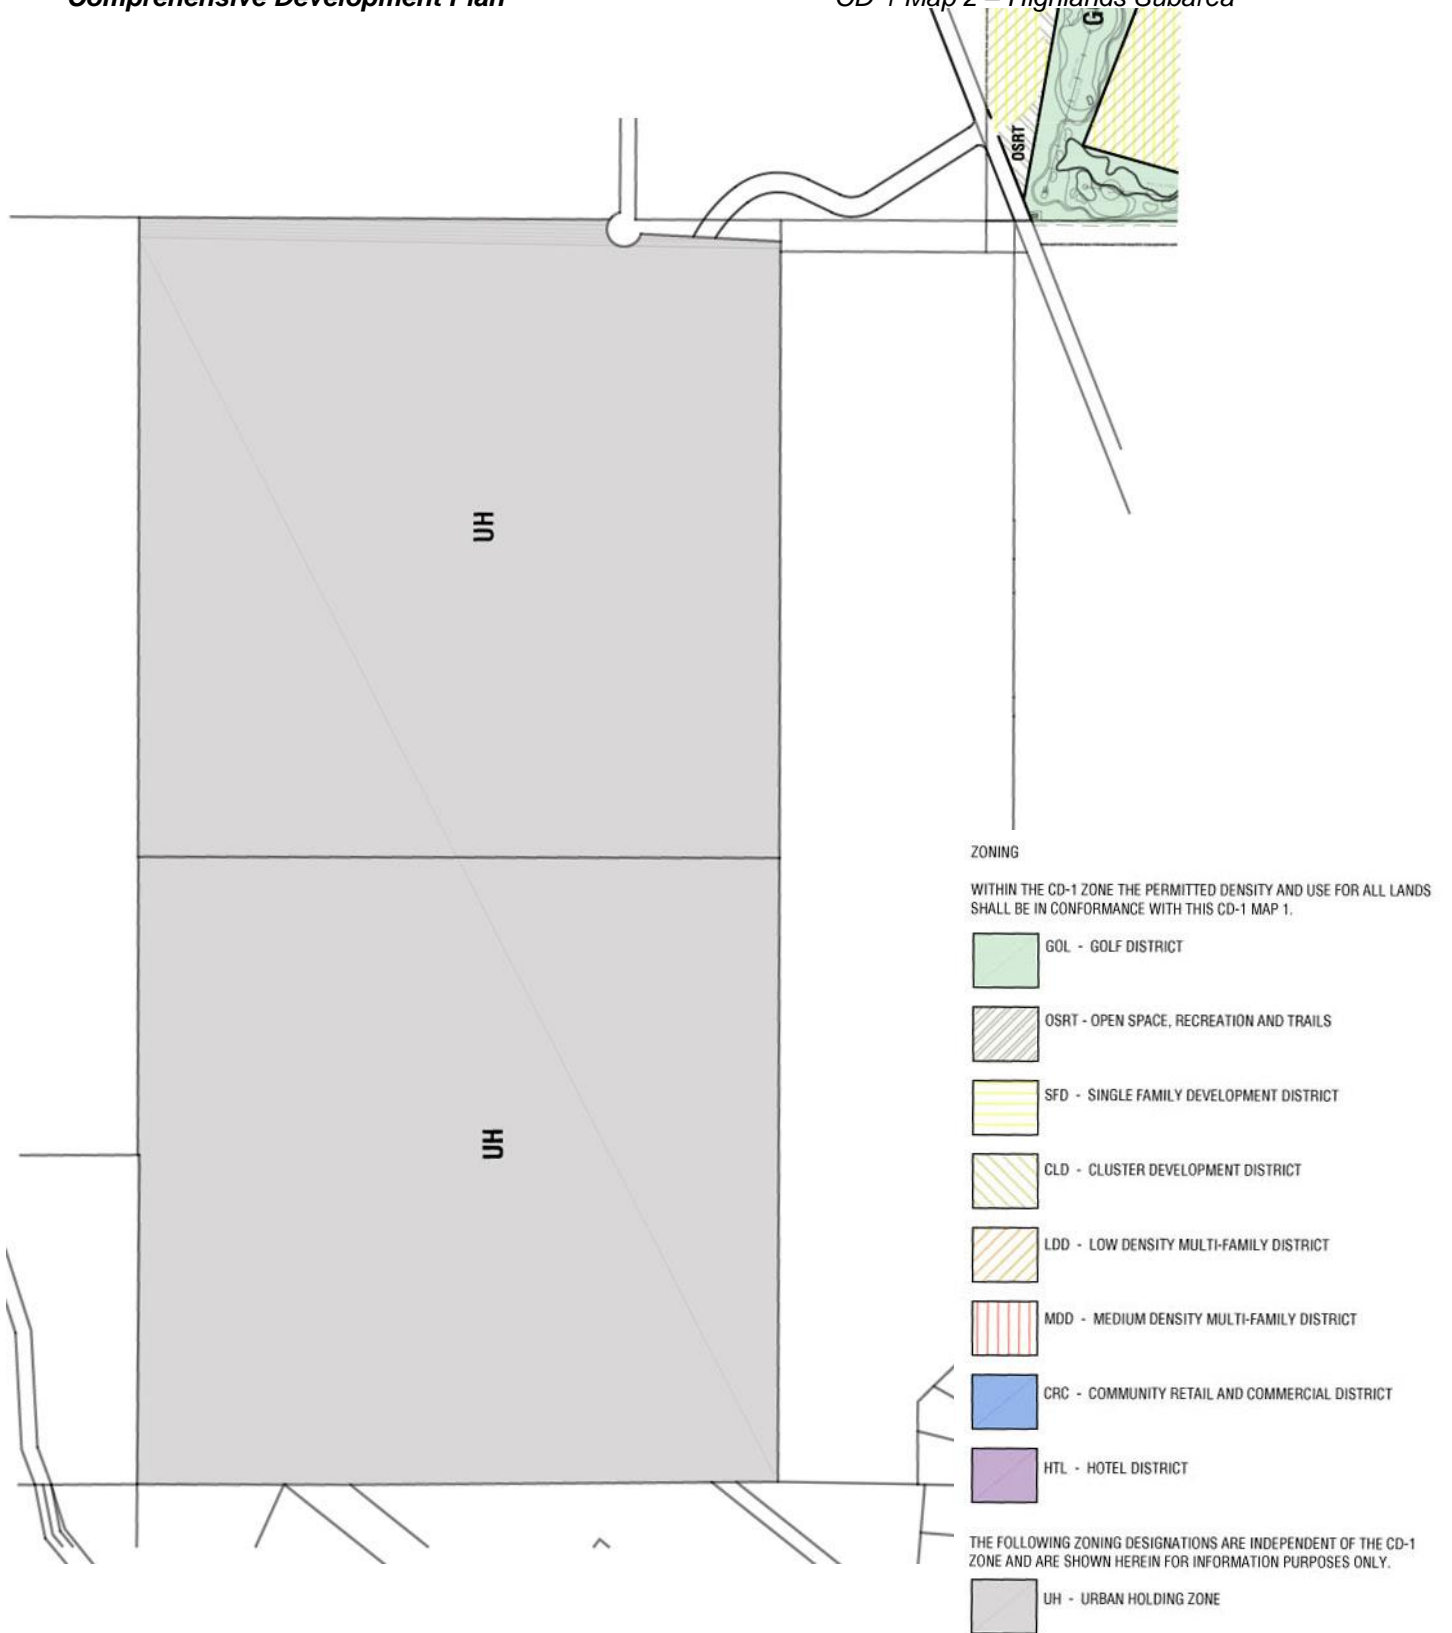 Comprehensive Development Plan
CD-1 Map 2 – Highlands Subarea
G
OSRT
UH
UH
ZONING
WITHIN THE CD-1 ZONE THE PERMITTED DENSITY AND USE FOR ALL LANDS
SHALL BE IN CONFORMANCE WITH THIS CD-1 MAP 1.
GOL - GOLF DISTRICT
OSRT - OPEN SPACE, RECREATION AND TRAILS
SFD - SINGLE FAMILY DEVELOPMENT DISTRICT
CLD - CLUSTER DEVELOPMENT DISTRICT
LDD - LOW DENSITY MULTI-FAMILY DISTRICT
MDD - MEDIUM DENSITY MULTI-FAMILY DISTRICT
CRC - COMMUNITY RETAIL AND COMMERCIAL DISTRICT
HTL - HOTEL DISTRICT
THE FOLLOWING ZONING DESIGNATIONS ARE INDEPENDENT OF THE CD-1
ZONE AND ARE SHOWN HEREIN FOR INFORMATION PURPOSES ONLY.
UH - URBAN HOLDING ZONE